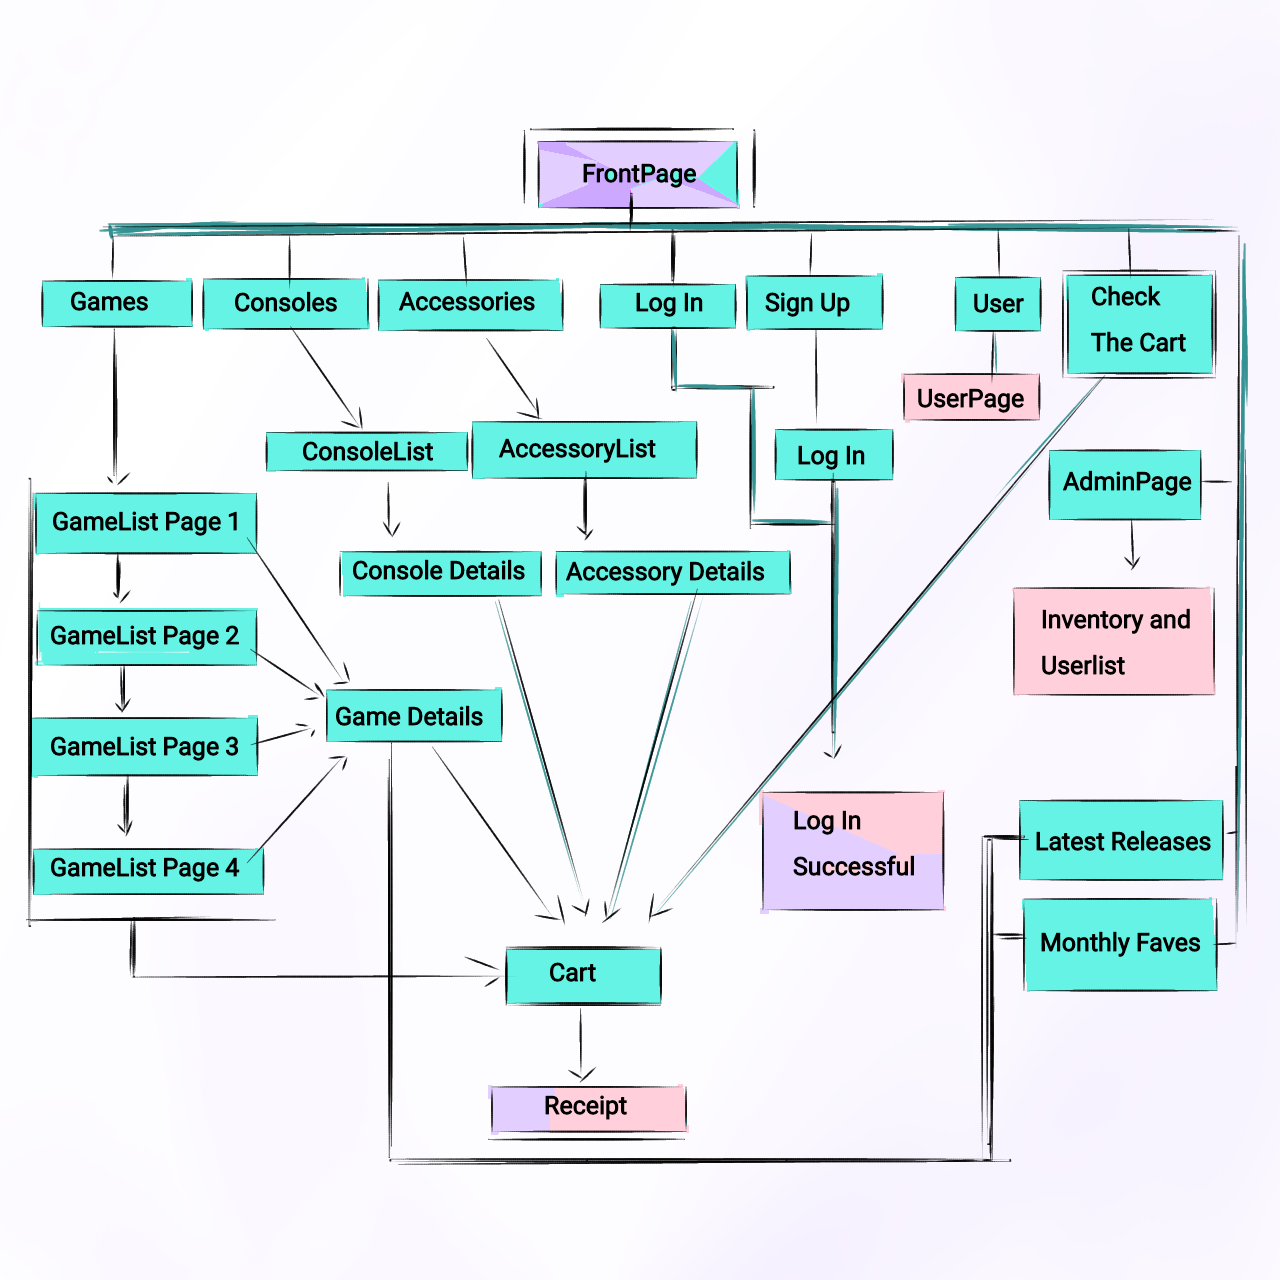 FrontPage
Games
Consoles
Accessories
Log In
Sign Up
User
Check
The Cart
UserPage
ConsoleList
AccessoryList
Log In
AdminPage
GameList Page 1
Console Details
Accessory Details
Inventory and
Userlist
GameList Page 2
Game Details
GameList Page 3
Log In
Successful
Latest Releases
GameList Page 4
Monthly Faves
Cart
Receipt